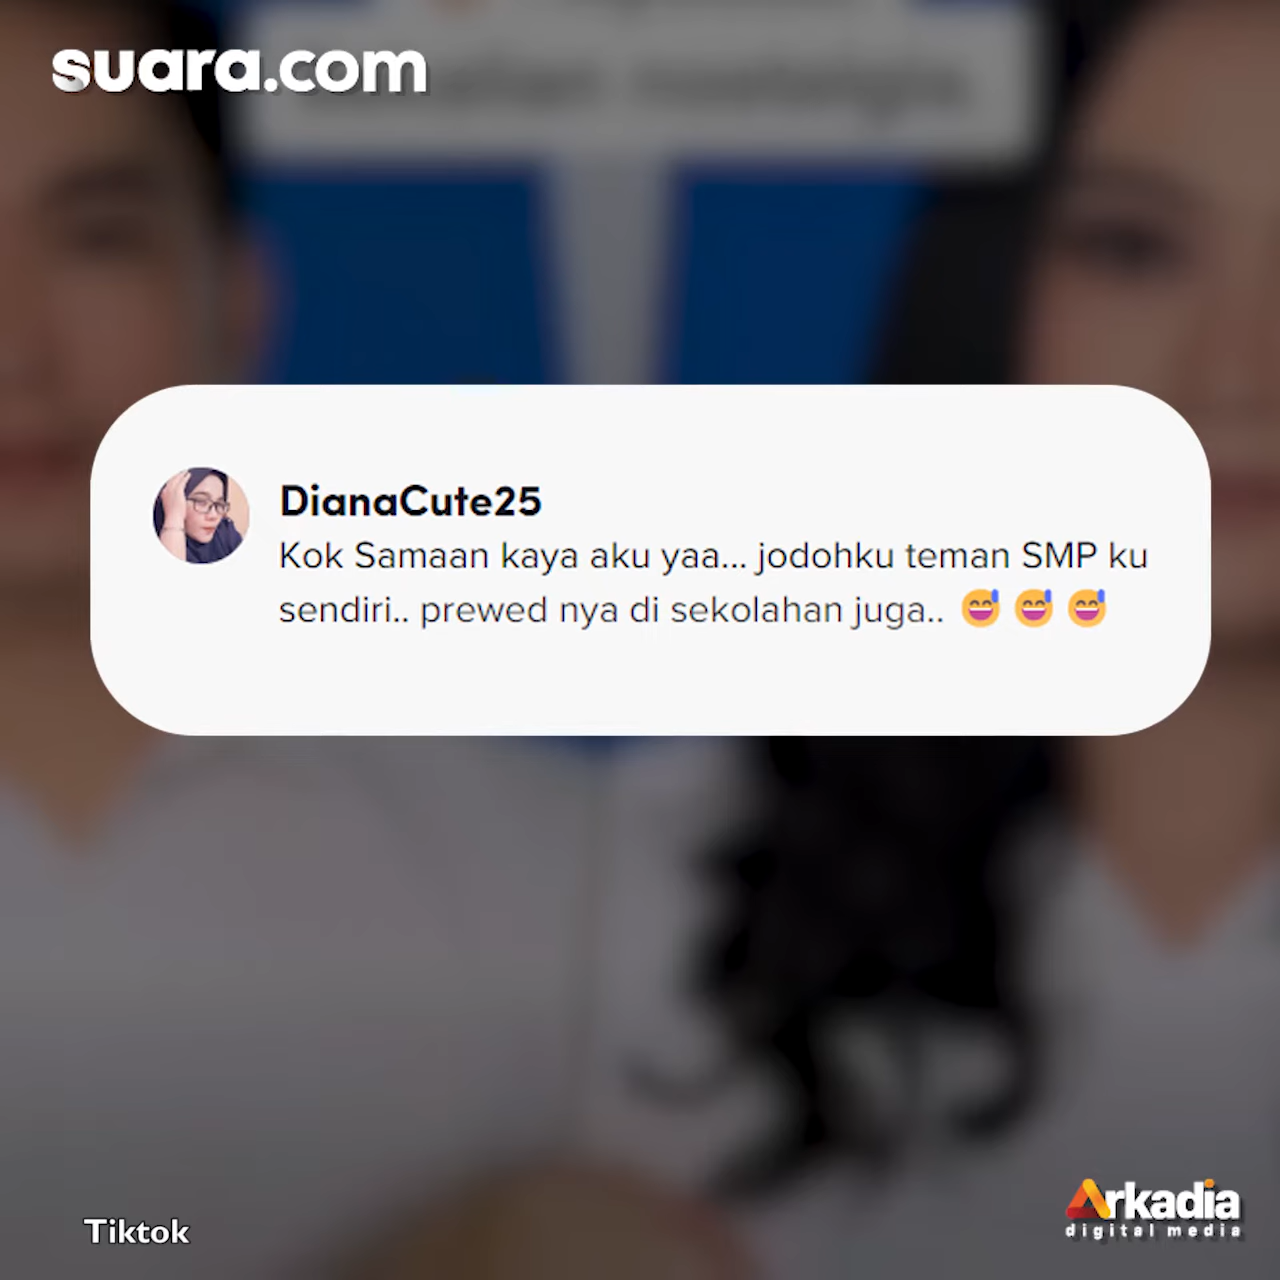 suara.com
DianaCute25
Kok Samaan kaya aku yaa... jodohku teman SMP ku
sendiri.. prewed nya di sekolahan juga.. 😅 😅 😅
Tiktok
Arkadia
digital media